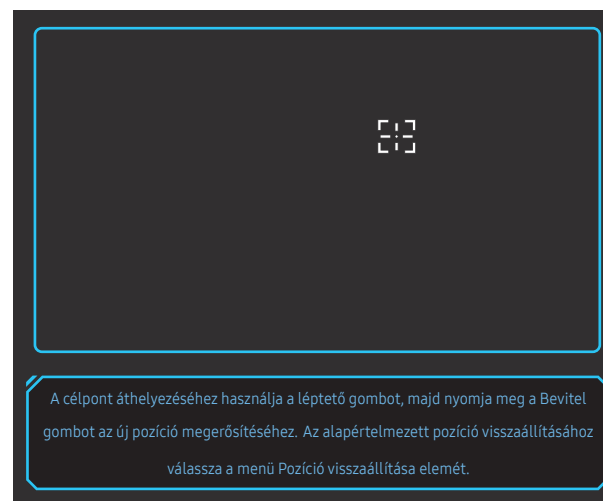 A célpont áthelyezéséhez használja a léptető gombot, majd nyomja meg a Bevitel
gombot az új pozíció megerősítéséhez. Az alapértelmezett pozíció visszaállításához
válassza a menü Pozíció visszaállítása elemét.